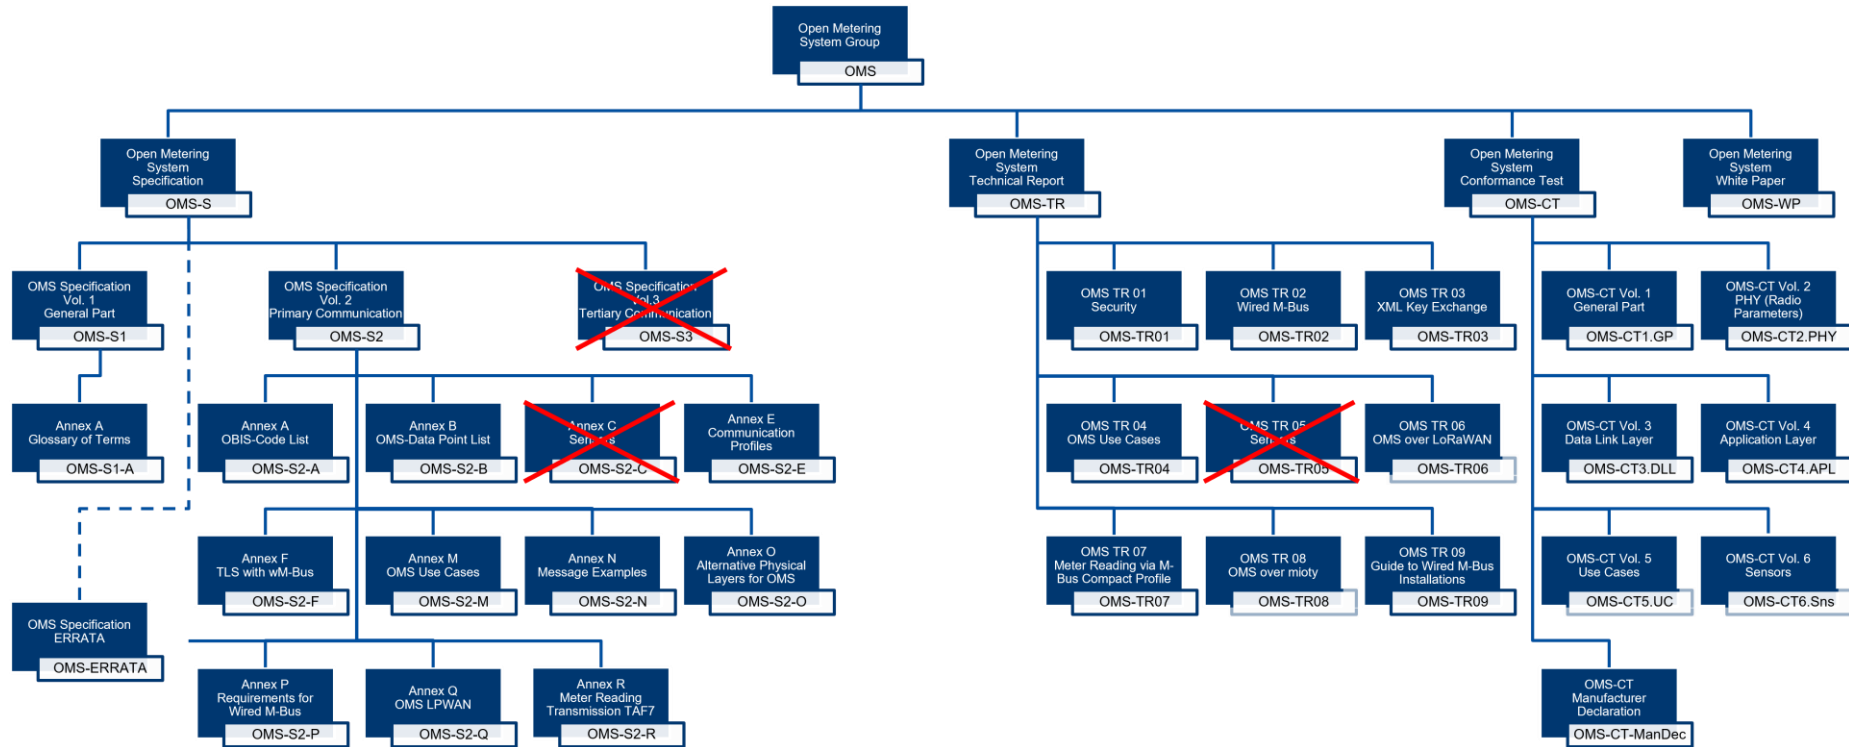 Open Metering
System Group
OMS
Open Metering
System
Specification
OMS-S
Open Metering
System
Technical Report
OMS-TR
Open Metering
System
Conformance Test
OMS-CT
Open Metering
System
White Paper
OMS-WP
OMS Specification
Vol. 1
General Part
OMS-S1
OMS Specification
Vol. 2
Primary Communication
OMS-S2
OMS Specification
Vol.3
Tertiary Communication
OMS-S3
OMS TR 01
Security
OMS-TR01
OMS TR 02
Wired M-Bus
OMS-TR02
OMS TR 03
XML Key Exchange
OMS-TR03
OMS-CT Vol. 1
General Part
OMS-CT1.GP
OMS-CT Vol. 2
PHY (Radio
Parameters)
OMS-CT2.PHY
Annex A
Glossary of Terms
OMS-S1-A
Annex A
OBIS-Code List
OMS-S2-A
Annex B
OMS-Data Point List
OMS-S2-B
Annex C
Sensors
OMS-S2-C
Annex E
Communication
Profiles
OMS-S2-E
OMS TR 04
OMS Use Cases
OMS-TR04
OMS TR 05
Sensors
OMS-TR05
OMS TR 06
OMS over LoRaWAN
OMS-TR06
OMS-CT Vol. 3
Data Link Layer
OMS-CT3.DLL
OMS-CT Vol. 4
Application Layer
OMS-CT4.APL
Annex F
TLS with wM-Bus
OMS-S2-F
Annex M
OMS Use Cases
OMS-S2-M
Annex N
Message Examples
OMS-S2-N
Annex O
Alternative Physical
Layers for OMS
OMS-S2-O
OMS TR 07
Meter Reading via M-
Bus Compact Profile
OMS-TR07
OMS TR 08
OMS over mioty
OMS-TR08
OMS TR 09
Guide to Wired M-Bus
Installations
OMS-TR09
OMS-CT Vol. 5
Use Cases
OMS-CT5.UC
OMS-CT Vol. 6
Sensors
OMS-CT6.Sns
OMS Specification
ERRATA
OMS-ERRATA
Annex P
Requirements for
Wired M-Bus
OMS-S2-P
Annex Q
OMS LPWAN
OMS-S2-Q
Annex R
Meter Reading
Transmission TAF7
OMS-S2-R
OMS-CT
Manufacturer
Declaration
OMS-CT-ManDec